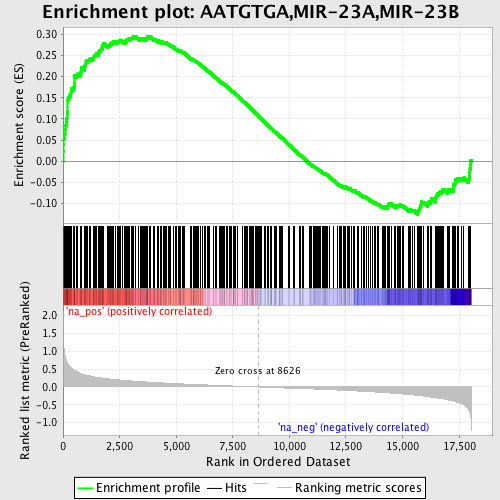 Enrichment plot: AATGTGA,MIR-23A,MIR-23B
Enrichment score (ES)
0.30
0.25
0.20
0.15
0.10
0.05
0.00
-0.05
-0.10
'na_pos' (positively correlated)
Ranked list metric (PreRanked)
2.0
1.5
1.0
0.5
0.0
-0.5
-1.0
Zero cross at 8626
'na_neg' (negatively correlated)
0
2,500
5,000
7,500
10,000
12,500
15,000
17,500
Rank in Ordered Dataset
Enrichment profile
Hits
Ranking metric scores